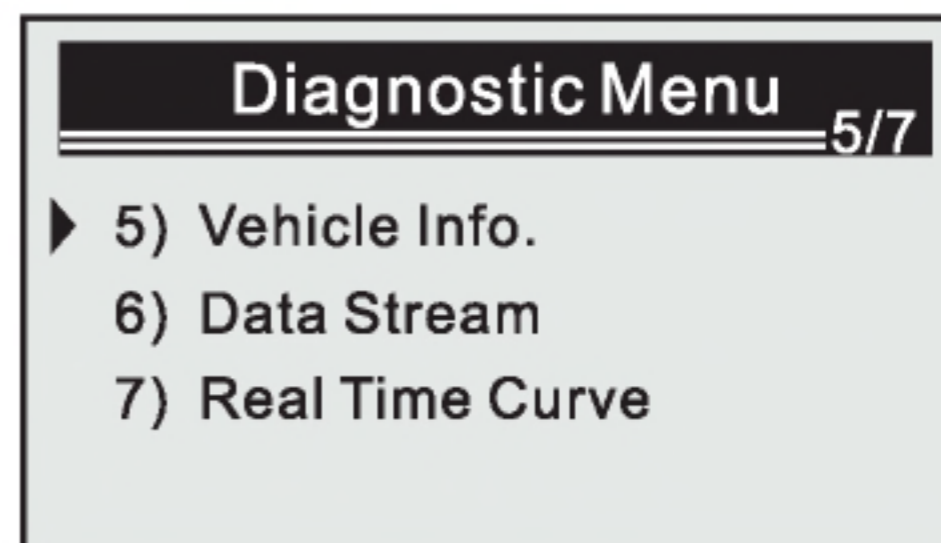 Diagnostic Menu
5/7
5) Vehicle Info.
6) Data Stream
7) Real Time Curve